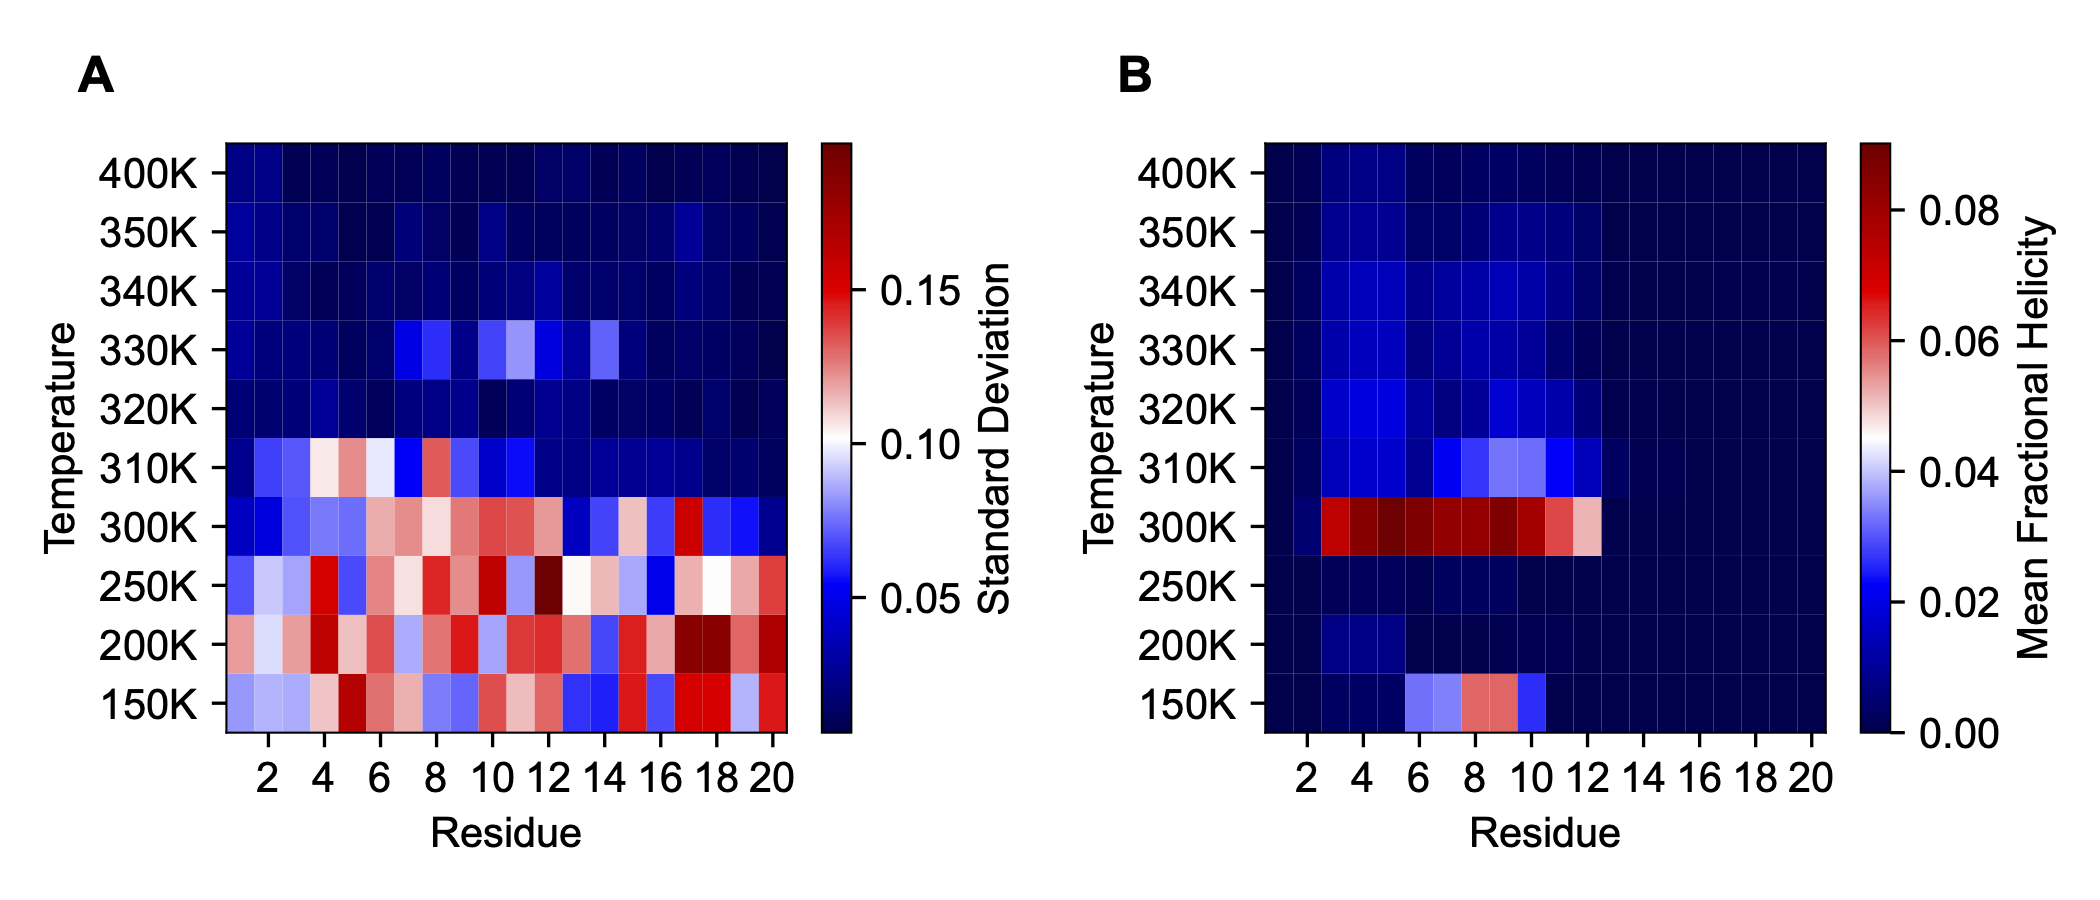 A
B
400K
350K
340K
330K
320K
310K
300K
250K
200K
150K
Temperature
2 4 6 8 10 12 14 16 18 20
Residue
0.15
0.10
0.05
Standard Deviation
400K
350K
340K
330K
320K
310K
300K
250K
200K
150K
Temperature
2 4 6 8 10 12 14 16 18 20
Residue
0.08
0.06
0.04
0.02
0.00
Mean Fractional Helicity